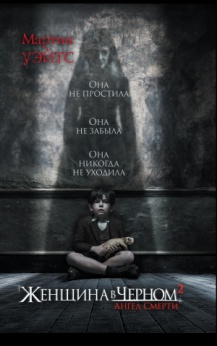 Мартин
УЭЙТС
Она
не простила
Она
не забыла
Она
никогда
не уходила
Женщина в Черном 2
Ангел Смерти